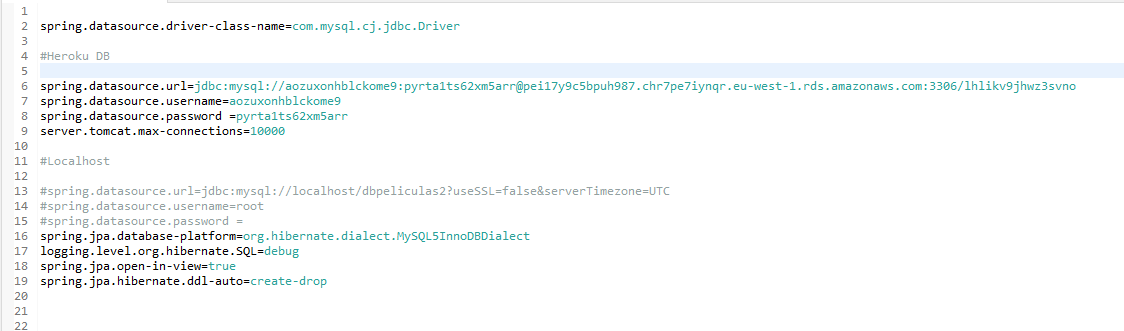 1
2 spring.datasource.driver-class-name=com.mysql.cj.jdbc.Driver
3
4 #Heroku DB
5
6 spring.datasource.url=jdbc:mysql://aozuxonhblckome9:pyrta1ts62xm5arr@pei17y9c5bpuh987.chr7pe7iynqr.eu-west-1.rds.amazonaws.com:3306/lhlikv9jhwz3svno
7 spring.datasource.username=aozuxonhblckome9
8 spring.datasource.password =pyrta1ts62xm5arr
9 server.tomcat.max-connections=10000
10
11 #Localhost
12
13 #spring.datasource.url=jdbc:mysql://localhost/dbpeliculas2?useSSL=false&serverTimezone=UTC
14 #spring.datasource.username=root
15 #spring.datasource.password =
16 spring.jpa.database-platform=org.hibernate.dialect.MySQL5InnoDBDialect
17 logging.level.org.hibernate.SQL=debug
18 spring.jpa.open-in-view=true
19 spring.jpa.hibernate.ddl-auto=create-drop
20
21
22